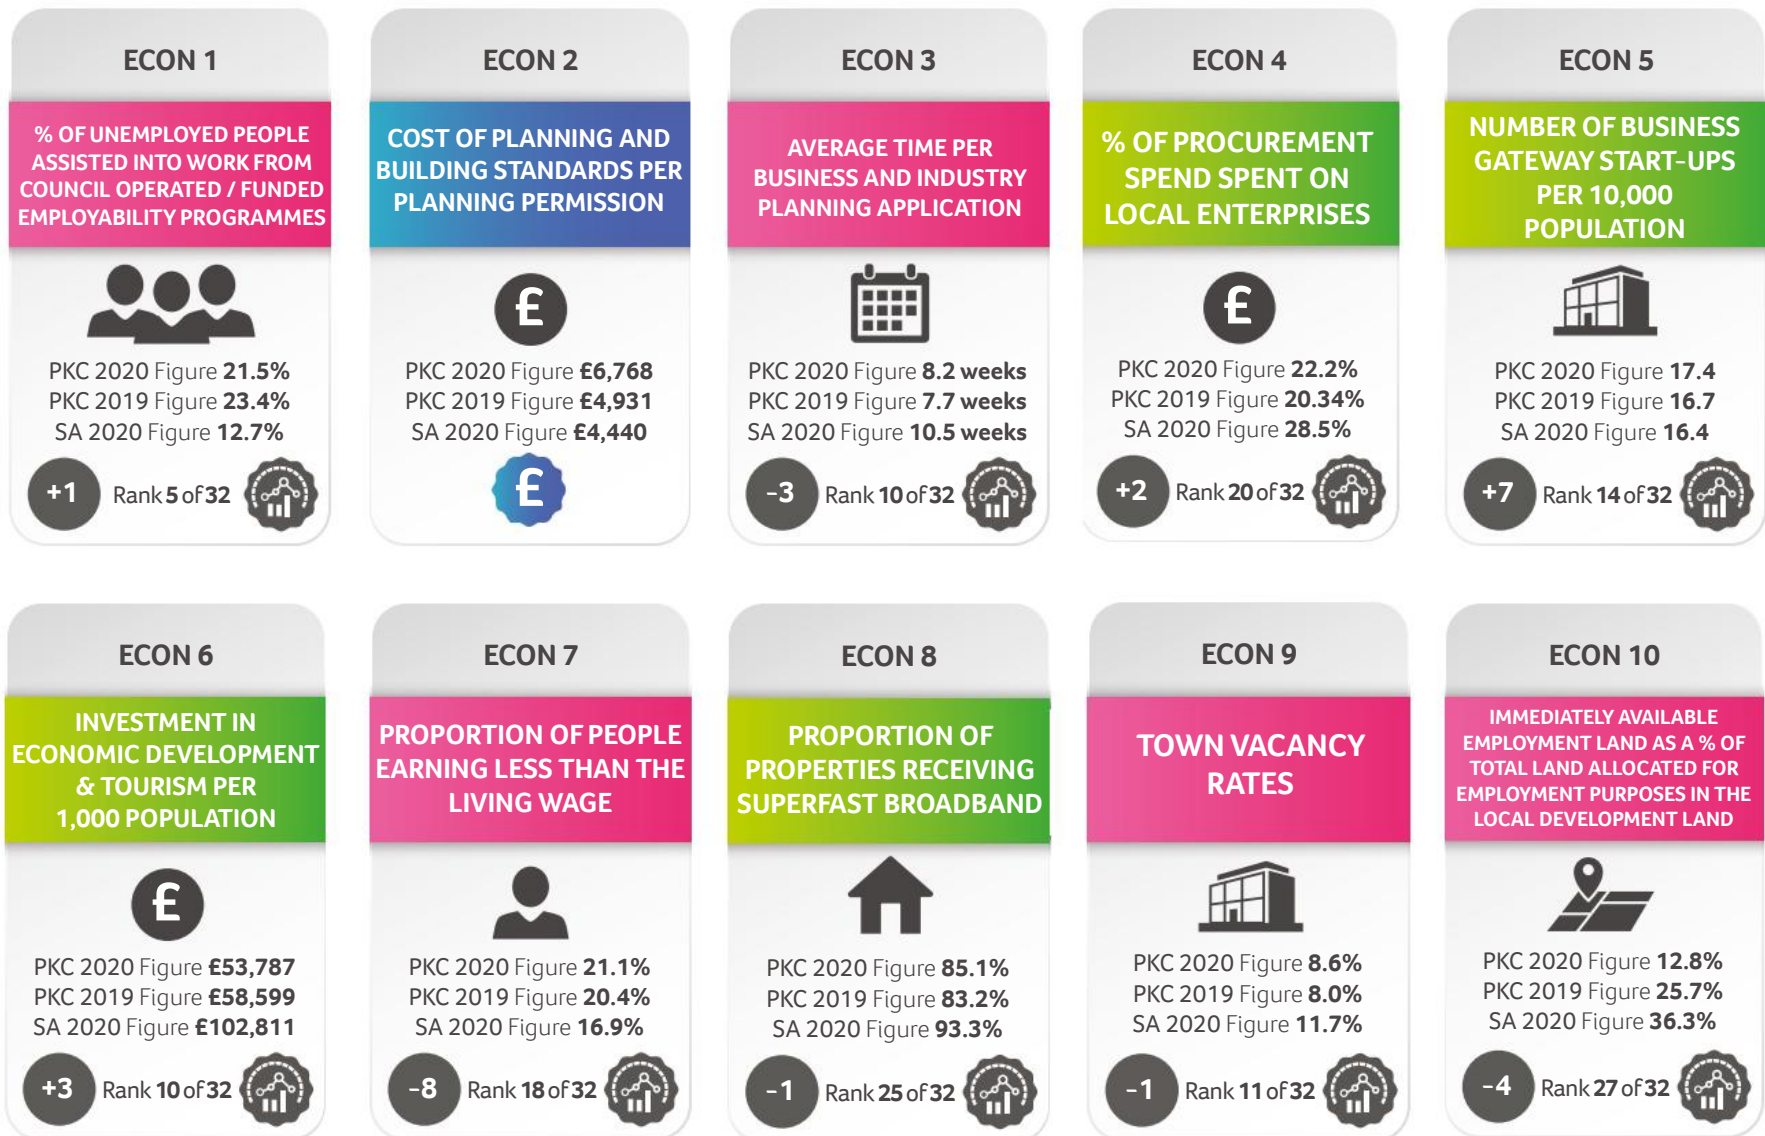 ECON 1
% OF UNEMPLOYED PEOPLE
ASSISTED INTO WORK FROM
COUNCIL OPERATED / FUNDED
EMPLOYABILITY PROGRAMMES
PKC 2020 Figure 21.5%
PKC 2019 Figure 23.4%
SA 2020 Figure 12.7%
+1 Rank 5 of 32
ECON 2
COST OF PLANNING AND
BUILDING STANDARDS PER
PLANNING PERMISSION
£
PKC 2020 Figure £6,768
PKC 2019 Figure £4,931
SA 2020 Figure £4,440
£
ECON 3
AVERAGE TIME PER
BUSINESS AND INDUSTRY
PLANNING APPLICATION
PKC 2020 Figure 8.2 weeks
PKC 2019 Figure 7.7 weeks
SA 2020 Figure 10.5 weeks
-3 Rank 10 of 32
ECON 4
% OF PROCUREMENT
SPEND SPENT ON
LOCAL ENTERPRISES
£
PKC 2020 Figure 22.2%
PKC 2019 Figure 20.34%
SA 2020 Figure 28.5%
+2 Rank 20 of 32
ECON 5
NUMBER OF BUSINESS
GATEWAY START-UPS
PER 10,000
POPULATION
PKC 2020 Figure 17.4
PKC 2019 Figure 16.7
SA 2020 Figure 16.4
+7 Rank 14 of 32
ECON 6
INVESTMENT IN
ECONOMIC DEVELOPMENT
& TOURISM PER
1,000 POPULATION
£
PKC 2020 Figure £53,787
PKC 2019 Figure £58,599
SA 2020 Figure £102,811
+3 Rank 10 of 32
ECON 7
PROPORTION OF PEOPLE
EARNING LESS THAN THE
LIVING WAGE
PKC 2020 Figure 21.1%
PKC 2019 Figure 20.4%
SA 2020 Figure 16.9%
-8 Rank 18 of 32
ECON 8
PROPORTION OF
PROPERTIES RECEIVING
SUPERFAST BROADBAND
PKC 2020 Figure 85.1%
PKC 2019 Figure 83.2%
SA 2020 Figure 93.3%
-1 Rank 25 of 32
ECON 9
TOWN VACANCY
RATES
PKC 2020 Figure 8.6%
PKC 2019 Figure 8.0%
SA 2020 Figure 11.7%
-1 Rank 11 of 32
ECON 10
IMMEDIATELY AVAILABLE
EMPLOYMENT LAND AS A % OF
TOTAL LAND ALLOCATED FOR
EMPLOYMENT PURPOSES IN THE
LOCAL DEVELOPMENT LAND
PKC 2020 Figure 12.8%
PKC 2019 Figure 25.7%
SA 2020 Figure 36.3%
-4 Rank 27 of 32